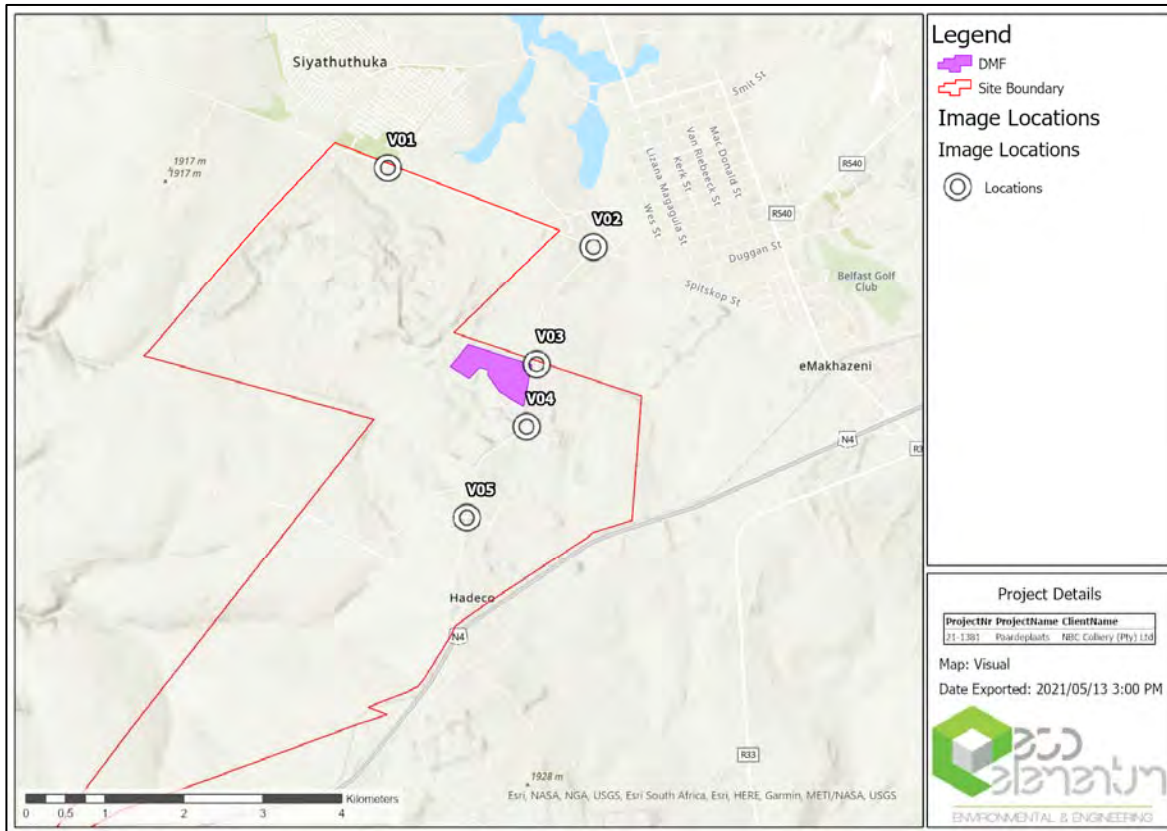 Siyathuthuka
V01
1917 m
1917 m
V02
Smit St
Mac Donald St
Van Riebeeck St
Kerk St
Lizana Magagula St
Wes St
R540
R540
Duggan St
Spitskop St
Belfast Golf
Club
V03
eMakhazeni
V04
N4
V05
Hadeco
N4
R33
1928 m
Kilometers
0 0.5 1 2 3 4
Esri, NASA, NGA, USGS, Esri South Africa, Esri, HERE, Garmin, METI/NASA, USGS
Legend
DMF
Site Boundary
Image Locations
Image Locations
Locations
Project Details
ProjectNr ProjectName ClientName
21-1381 Paardeplaats NBC Colliery (Pty) Ltd
Map: Visual
Date Exported: 2021/05/13 3:00 PM
eco
elementum
ENVIRONMENTAL & ENGINEERING